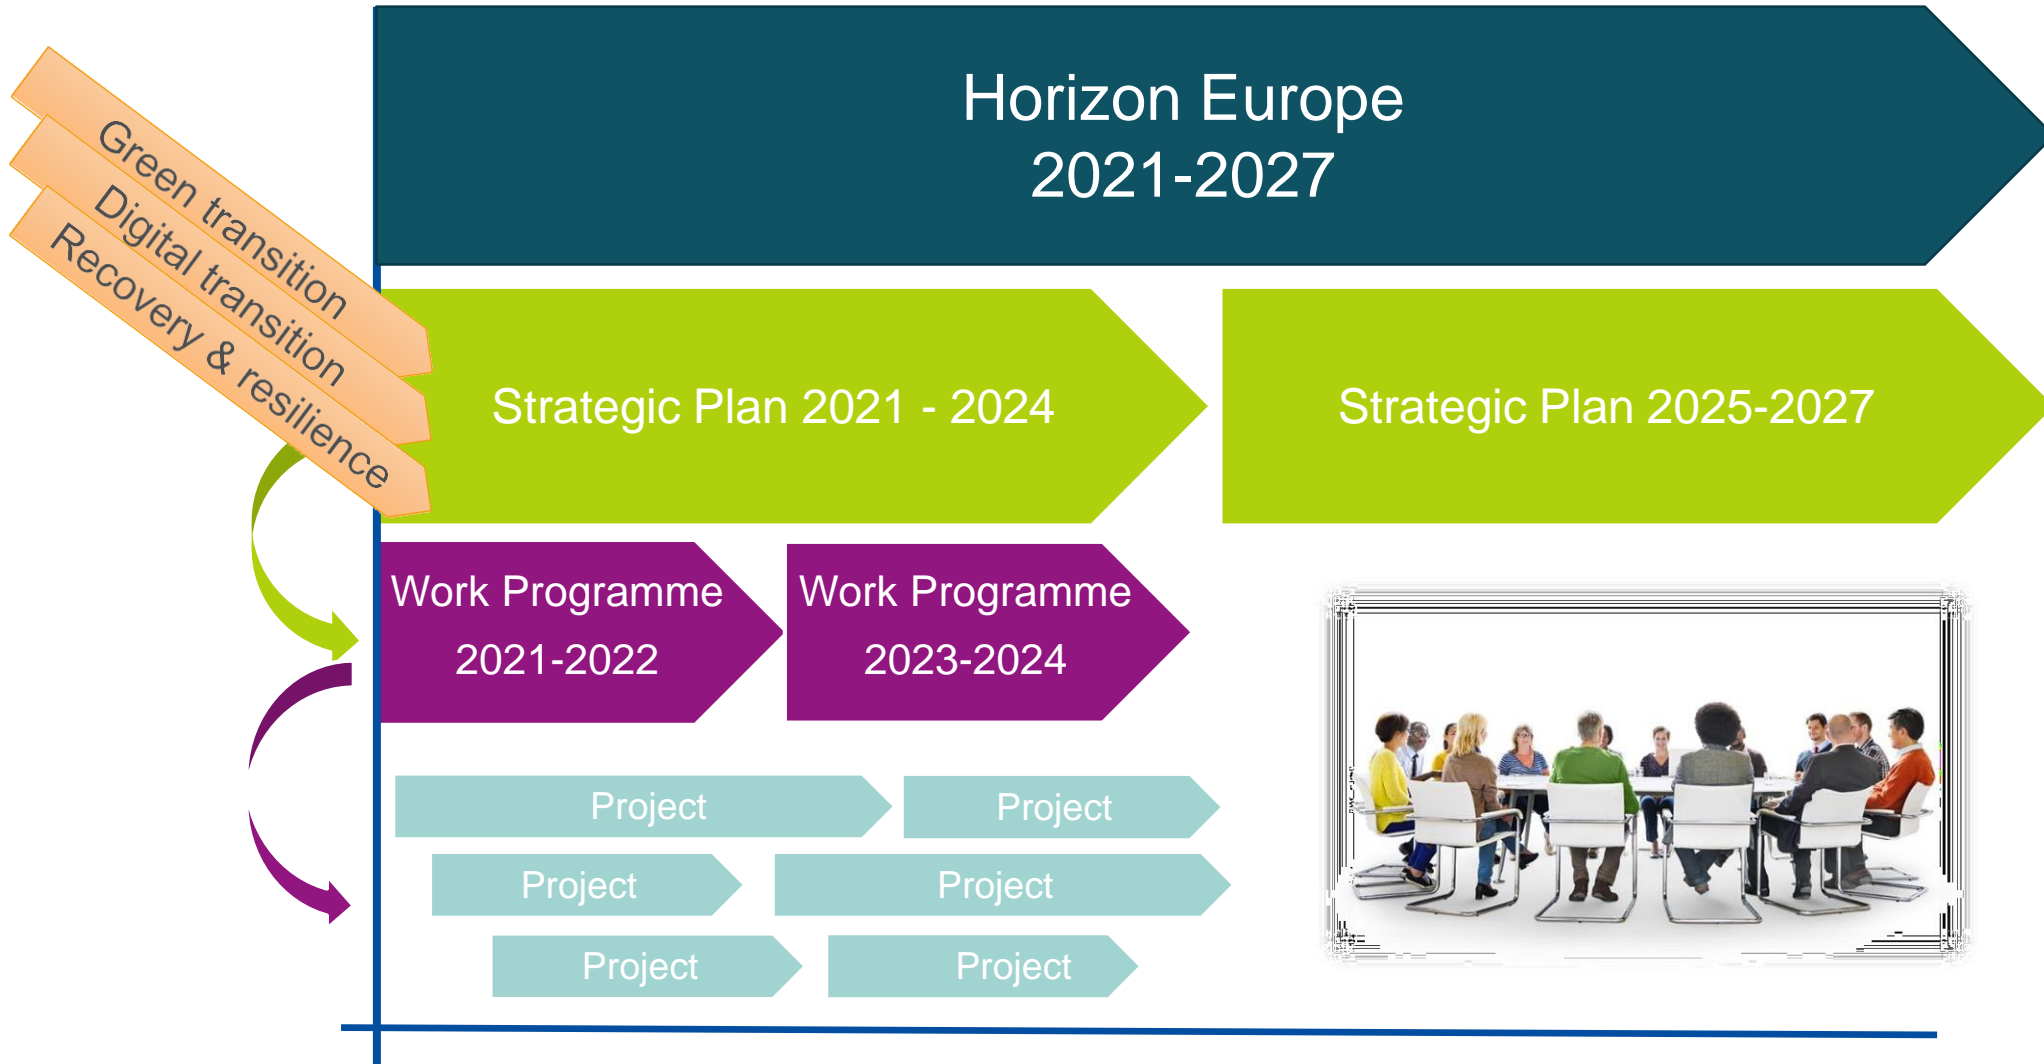 Horizon Europe
2021-2027
Green transition
Digital transition
Recovery & resilience
Strategic Plan 2021 - 2024
Strategic Plan 2025-2027
Work Programme
2021-2022
Work Programme
2023-2024
Project
Project
Project
Project
Project
Project